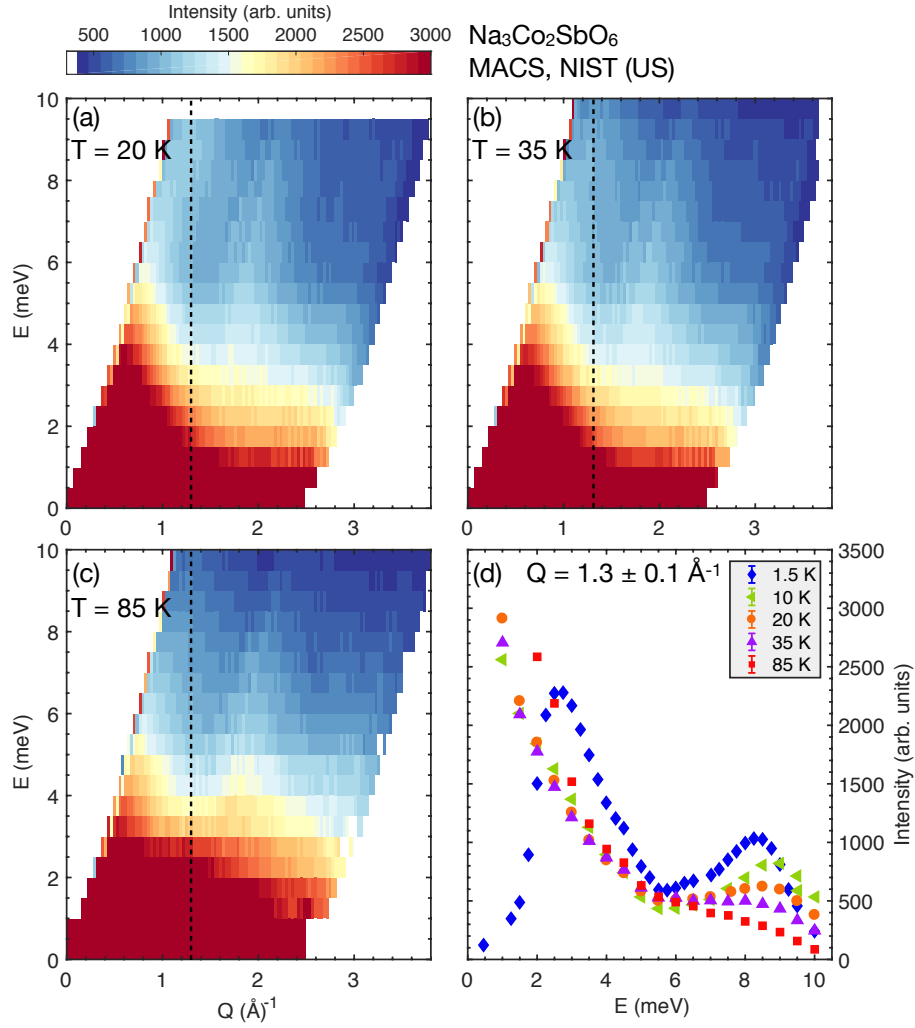 Intensity (arb. units)
500 1000 1500 2000 2500 3000
Na3Co2SbO6
MACS, NIST (US)
(a)
T = 20 K
10
8
6
4
2
0
E (meV)
0 1 2 3
(b)
T = 35 K
0 1 2 3
(c)
T = 85 K
10
8
6
4
2
0
E (meV)
0 1 2 3
Q (Å)-1
(d) Q = 1.3 ± 0.1 Å-1
1.5 K
10 K
20 K
35 K
85 K
3500
3000
2500
2000
1500
1000
500
0
Intensity (arb. units)
0 2 4 6 8 10
E (meV)